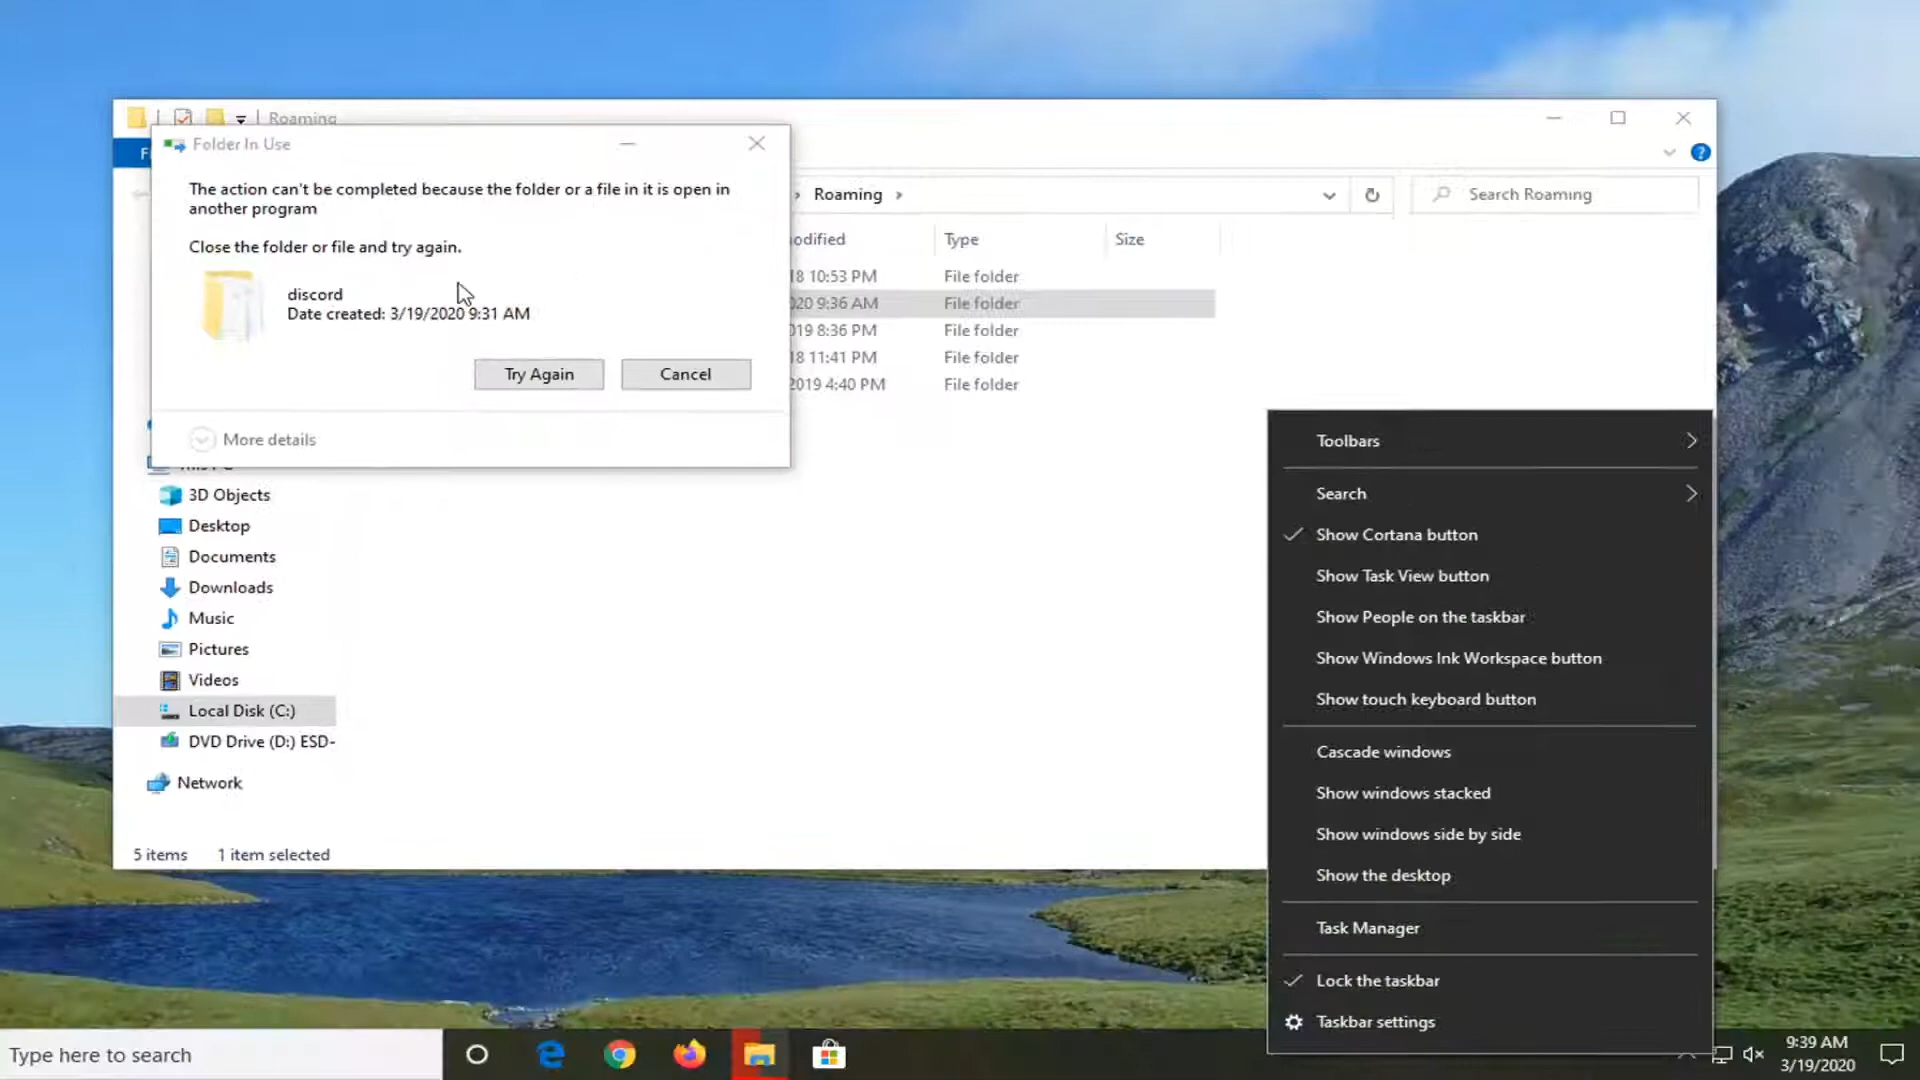 Roaming
Folder In Use
The action can't be completed because the folder or a file in it is open in
another program
Close the folder or file and try again.
discord
Date created: 3/19/2020 9:31 AM
Try Again
Cancel
More details
Roaming
Search Roaming
Type
Size
18 10:53 PM
File folder
020 9:36 AM
File folder
019 8:36 PM
File folder
18 11:41 PM
File folder
2019 4:40 PM
File folder
3D Objects
Desktop
Documents
Downloads
Music
Pictures
Videos
Local Disk (C:)
DVD Drive (D:) ESD-
Network
5 items
1 item selected
Toolbars
Search
Show Cortana button
Show Task View button
Show People on the taskbar
Show Windows Ink Workspace button
Show touch keyboard button
Cascade windows
Show windows stacked
Show windows side by side
Show the desktop
Task Manager
Lock the taskbar
Taskbar settings
Type here to search
9:39 AM
3/19/2020